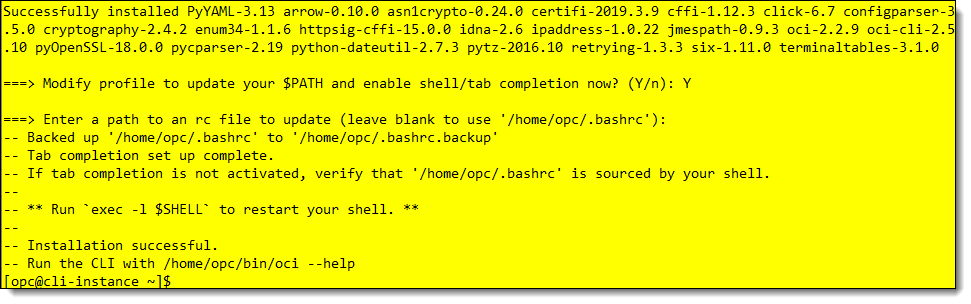 Successfully installed PyYAML-3.13 arrow-0.10.0 asn1crypto-0.24.0 certifi-2019.3.9 cffi-1.12.3 click-6.7 configparser-3
.5.0 cryptography-2.4.2 enum34-1.1.6 httpsig-cffi-15.0.0 idna-2.6 ipaddress-1.0.22 jmespath-0.9.3 oci-2.2.9 oci-cli-2.5
.10 pyOpenSSL-18.0.0 pycparser-2.19 python-dateutil-2.7.3 pytz-2016.10 retrying-1.3.3 six-1.11.0 terminaltables-3.1.0
===> Modify profile to update your $PATH and enable shell/tab completion now? (Y/n): Y
===> Enter a path to an rc file to update (leave blank to use '/home/opc/.bashrc'):
-- Backed up '/home/opc/.bashrc' to '/home/opc/.bashrc.backup'
-- Tab completion set up complete.
-- If tab completion is not activated, verify that '/home/opc/.bashrc' is sourced by your shell.
--
-- ** Run `exec -l $SHELL` to restart your shell. **
--
-- Installation successful.
-- Run the CLI with /home/opc/bin/oci --help
[opc@cli-instance ~]$